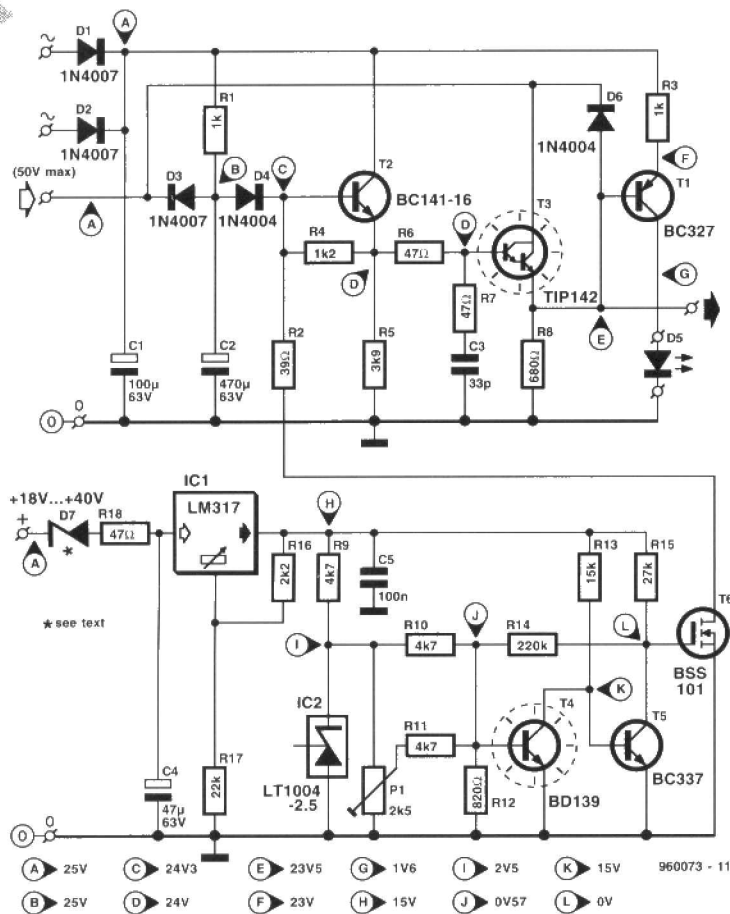 A
D1
1N4007
D2
1N4007
(50V max)
A
R1
1k
B
D3
1N4007
D4
1N4004
C
T2
BC141-16
R4
1k2
D
R6
47Ω
D
T3
TIP142
D6
1N4004
R3
1k
F
T1
BC327
G
D5
C1
100µ
63V
C2
470µ
63V
R2
39Ω
R5
3k9
R7
47Ω
C3
33p
R8
680Ω
E
0
0
+18V...+40V
+
D7
*
A
R18
47Ω
IC1
LM317
* see text
R16
2k2
H
R9
4k7
C5
100n
R13
15k
R15
27k
T6
BSS
101
I
R10
4k7
J
R14
220k
L
K
IC2
LT1004
-2.5
P1
2k5
R11
4k7
T4
BD139
T5
BC337
R12
820Ω
C4
47µ
63V
R17
22k
0
0
A 25V
C 24V3
E 23V5
G 1V6
I 2V5
K 15V
960073 - 11
B 25V
D 24V
F 23V
H 15V
J 0V57
L 0V